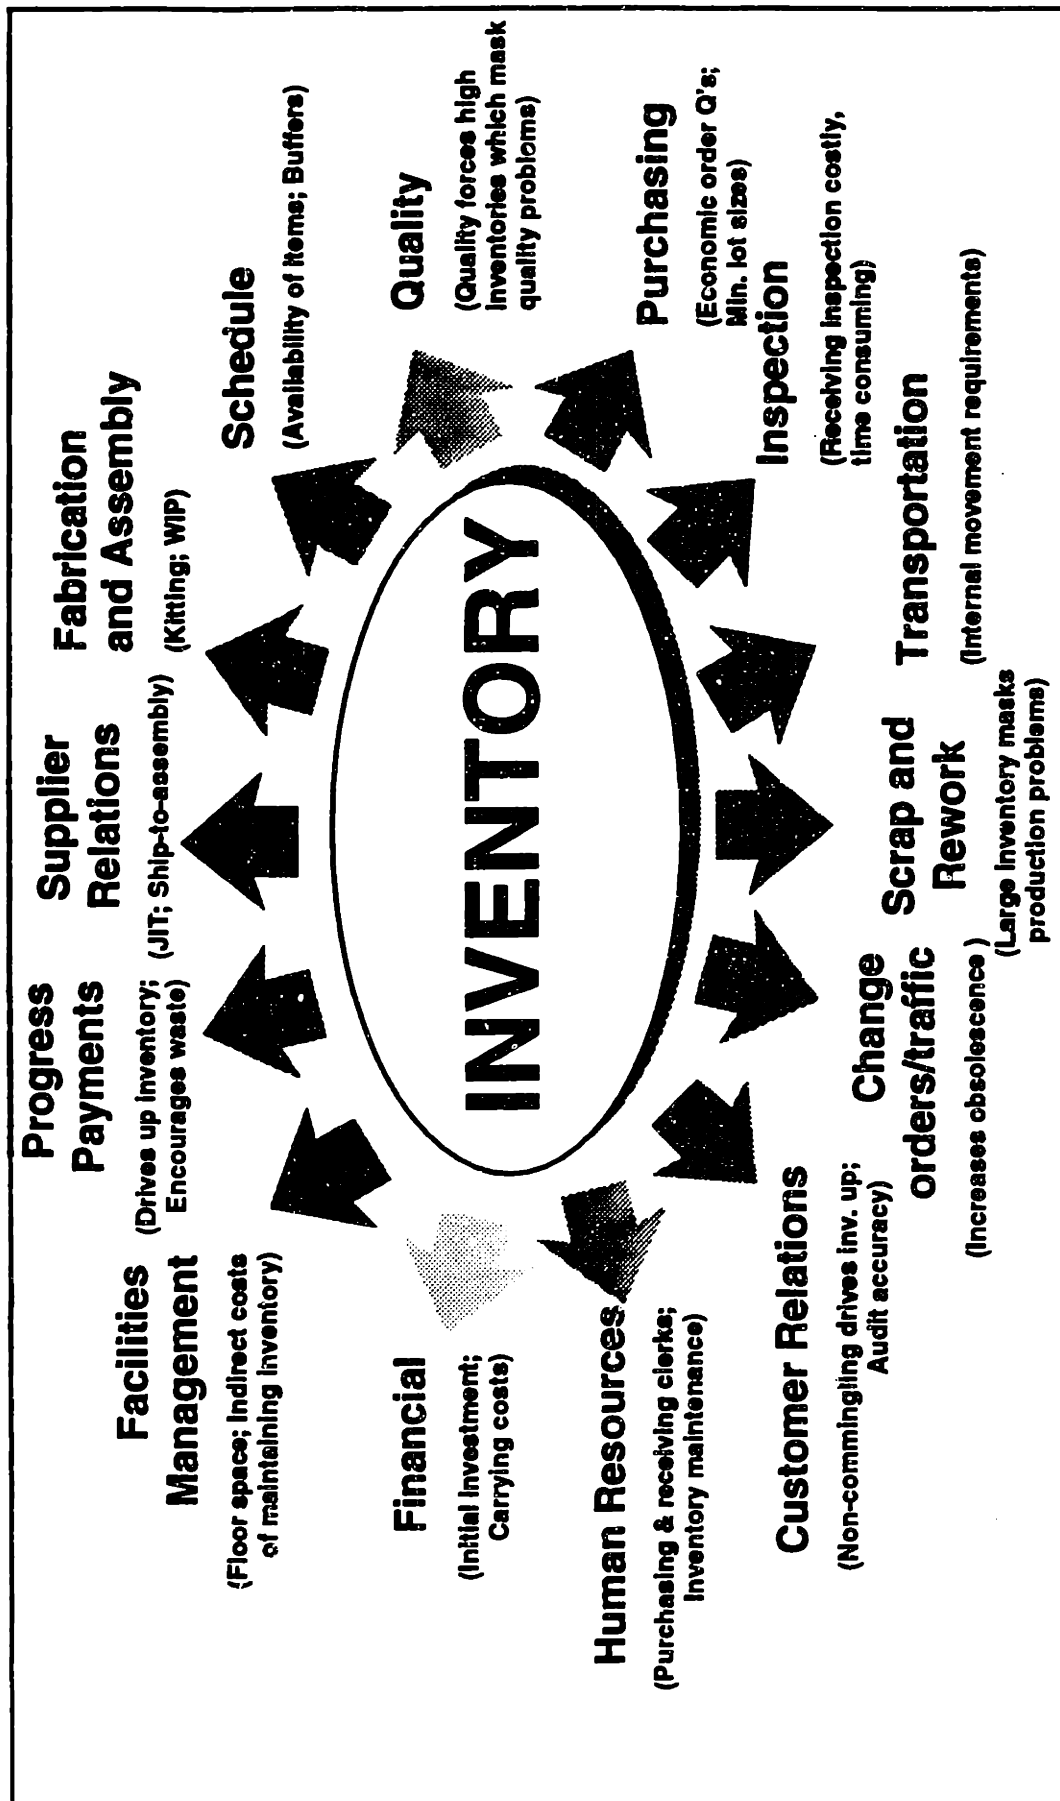 Facilities
Management
(Floor space; Indirect costs
of maintaining inventory)
Progress
Payments
(Drives up inventory;
Encourages waste)
Supplier
Relations
(JIT; Ship-to-assembly)
Fabrication
and Assembly
(Kitting; WIP)
Schedule
(Availability of items; Buffers)
Financial
(Initial investment;
Carrying costs)
INVENTORY
Quality
(Quality forces high
inventories which mask
quality problems)
Human Resources
(Purchasing & receiving clerks;
Inventory maintenance)
Purchasing
(Economic order Q's;
Min. lot sizes)
Customer Relations
(Non-commingling drives inv. up;
Audit accuracy)
Change
orders/traffic
(Increases obsolescence )
Scrap and
Rework
(Large inventory masks
production problems)
Transportation
(Internal movement requirements)
Inspection
(Receiving inspection costly,
time consuming)